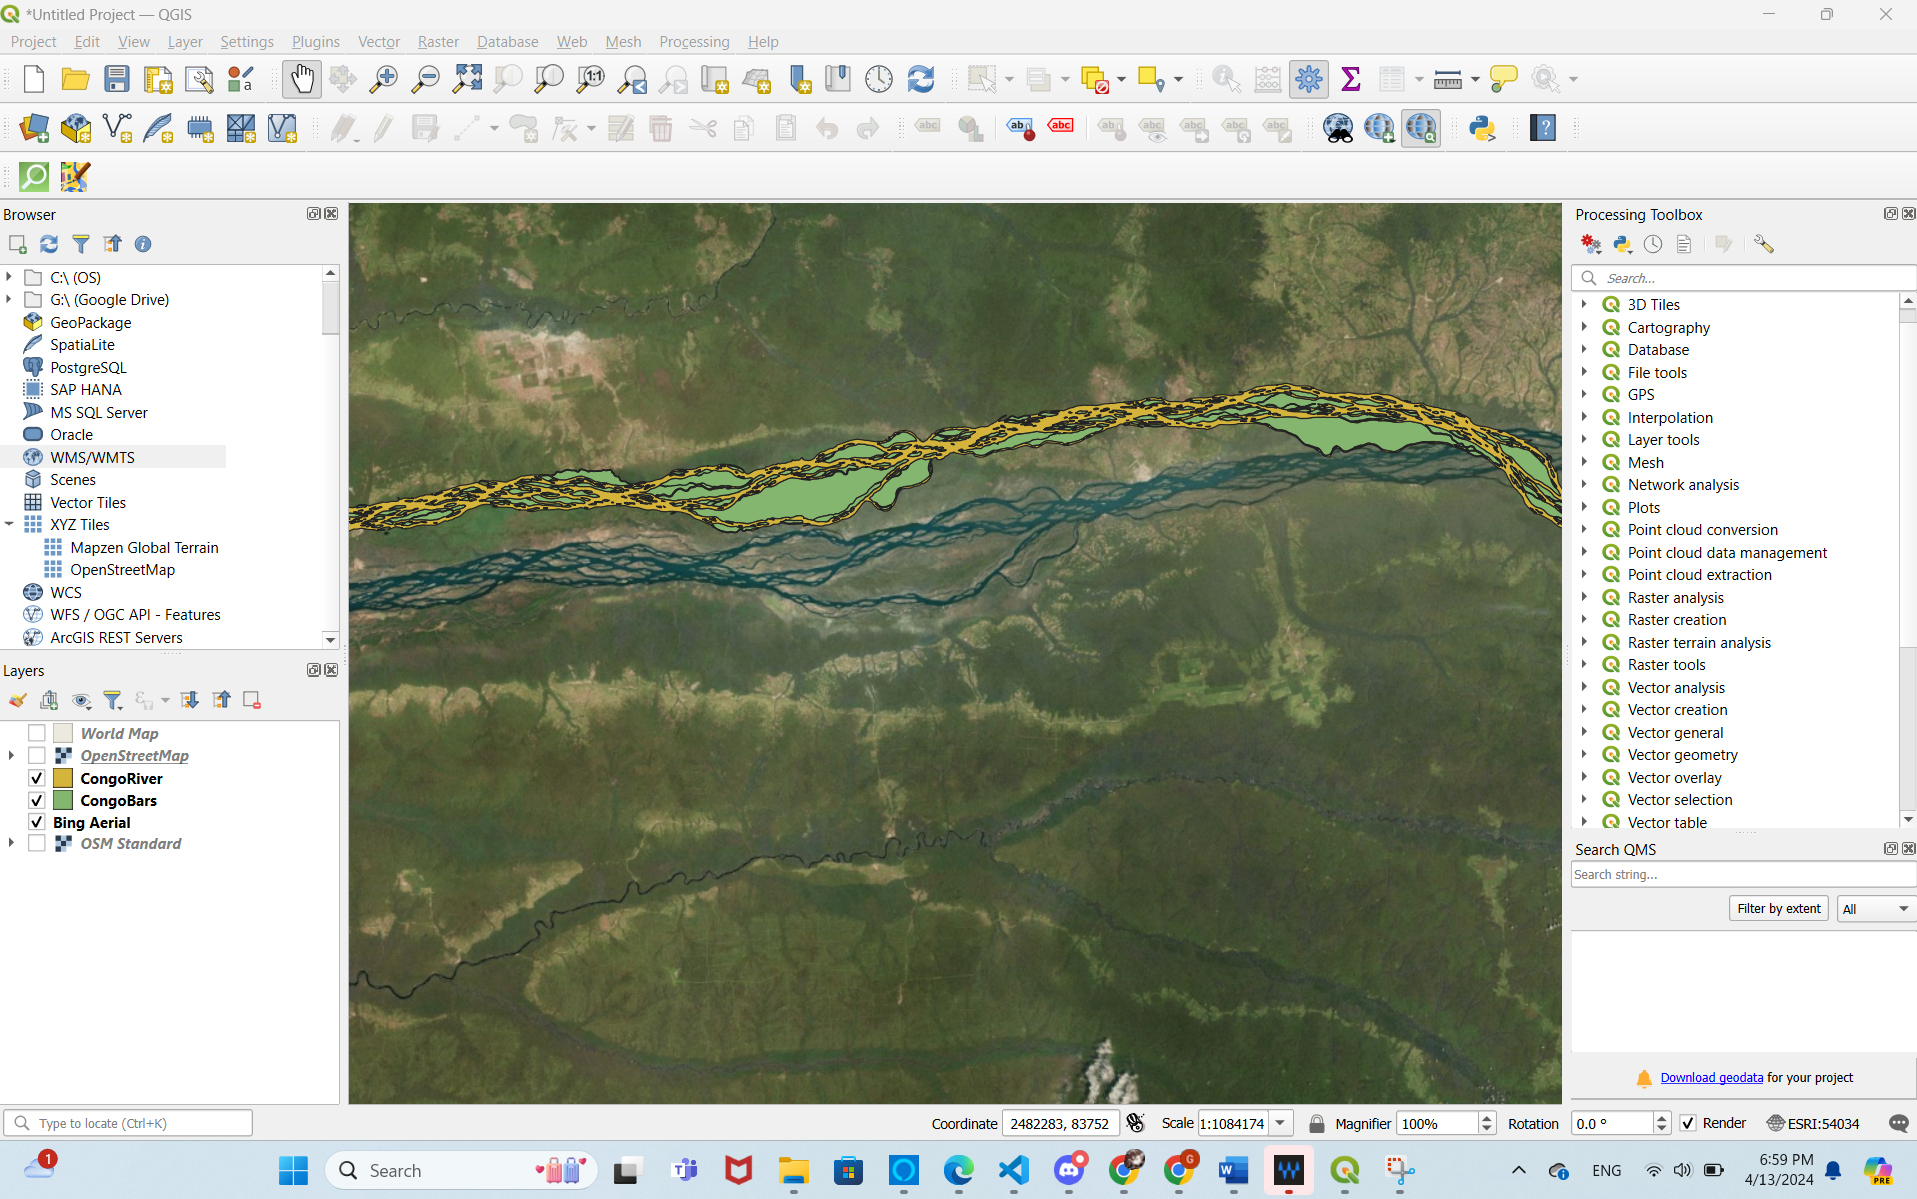 *Untitled Project — QGIS
Project Edit View Layer Settings Plugins Vector Raster Database Web Mesh Processing Help
Browser
C:\ (OS)
G:\ (Google Drive)
GeoPackage
SpatiaLite
PostgreSQL
SAP HANA
MS SQL Server
Oracle
WMS/WMTS
Scenes
Vector Tiles
XYZ Tiles
Mapzen Global Terrain
OpenStreetMap
WCS
WFS / OGC API - Features
ArcGIS REST Servers
Layers
World Map
OpenStreetMap
CongoRiver
CongoBars
Bing Aerial
OSM Standard
Processing Toolbox
Search...
3D Tiles
Cartography
Database
File tools
GPS
Interpolation
Layer tools
Mesh
Network analysis
Plots
Point cloud conversion
Point cloud data management
Point cloud extraction
Raster analysis
Raster creation
Raster terrain analysis
Raster tools
Vector analysis
Vector creation
Vector general
Vector geometry
Vector overlay
Vector selection
Vector table
Search QMS
Search string...
Filter by extent All
Download geodata for your project
Type to locate (Ctrl+K) Coordinate 2482283, 83752 Scale 1:1084174 Magnifier 100% Rotation 0.0 ° Render ESRI:54034
1 Search ENG 6:59 PM
4/13/2024
PRE